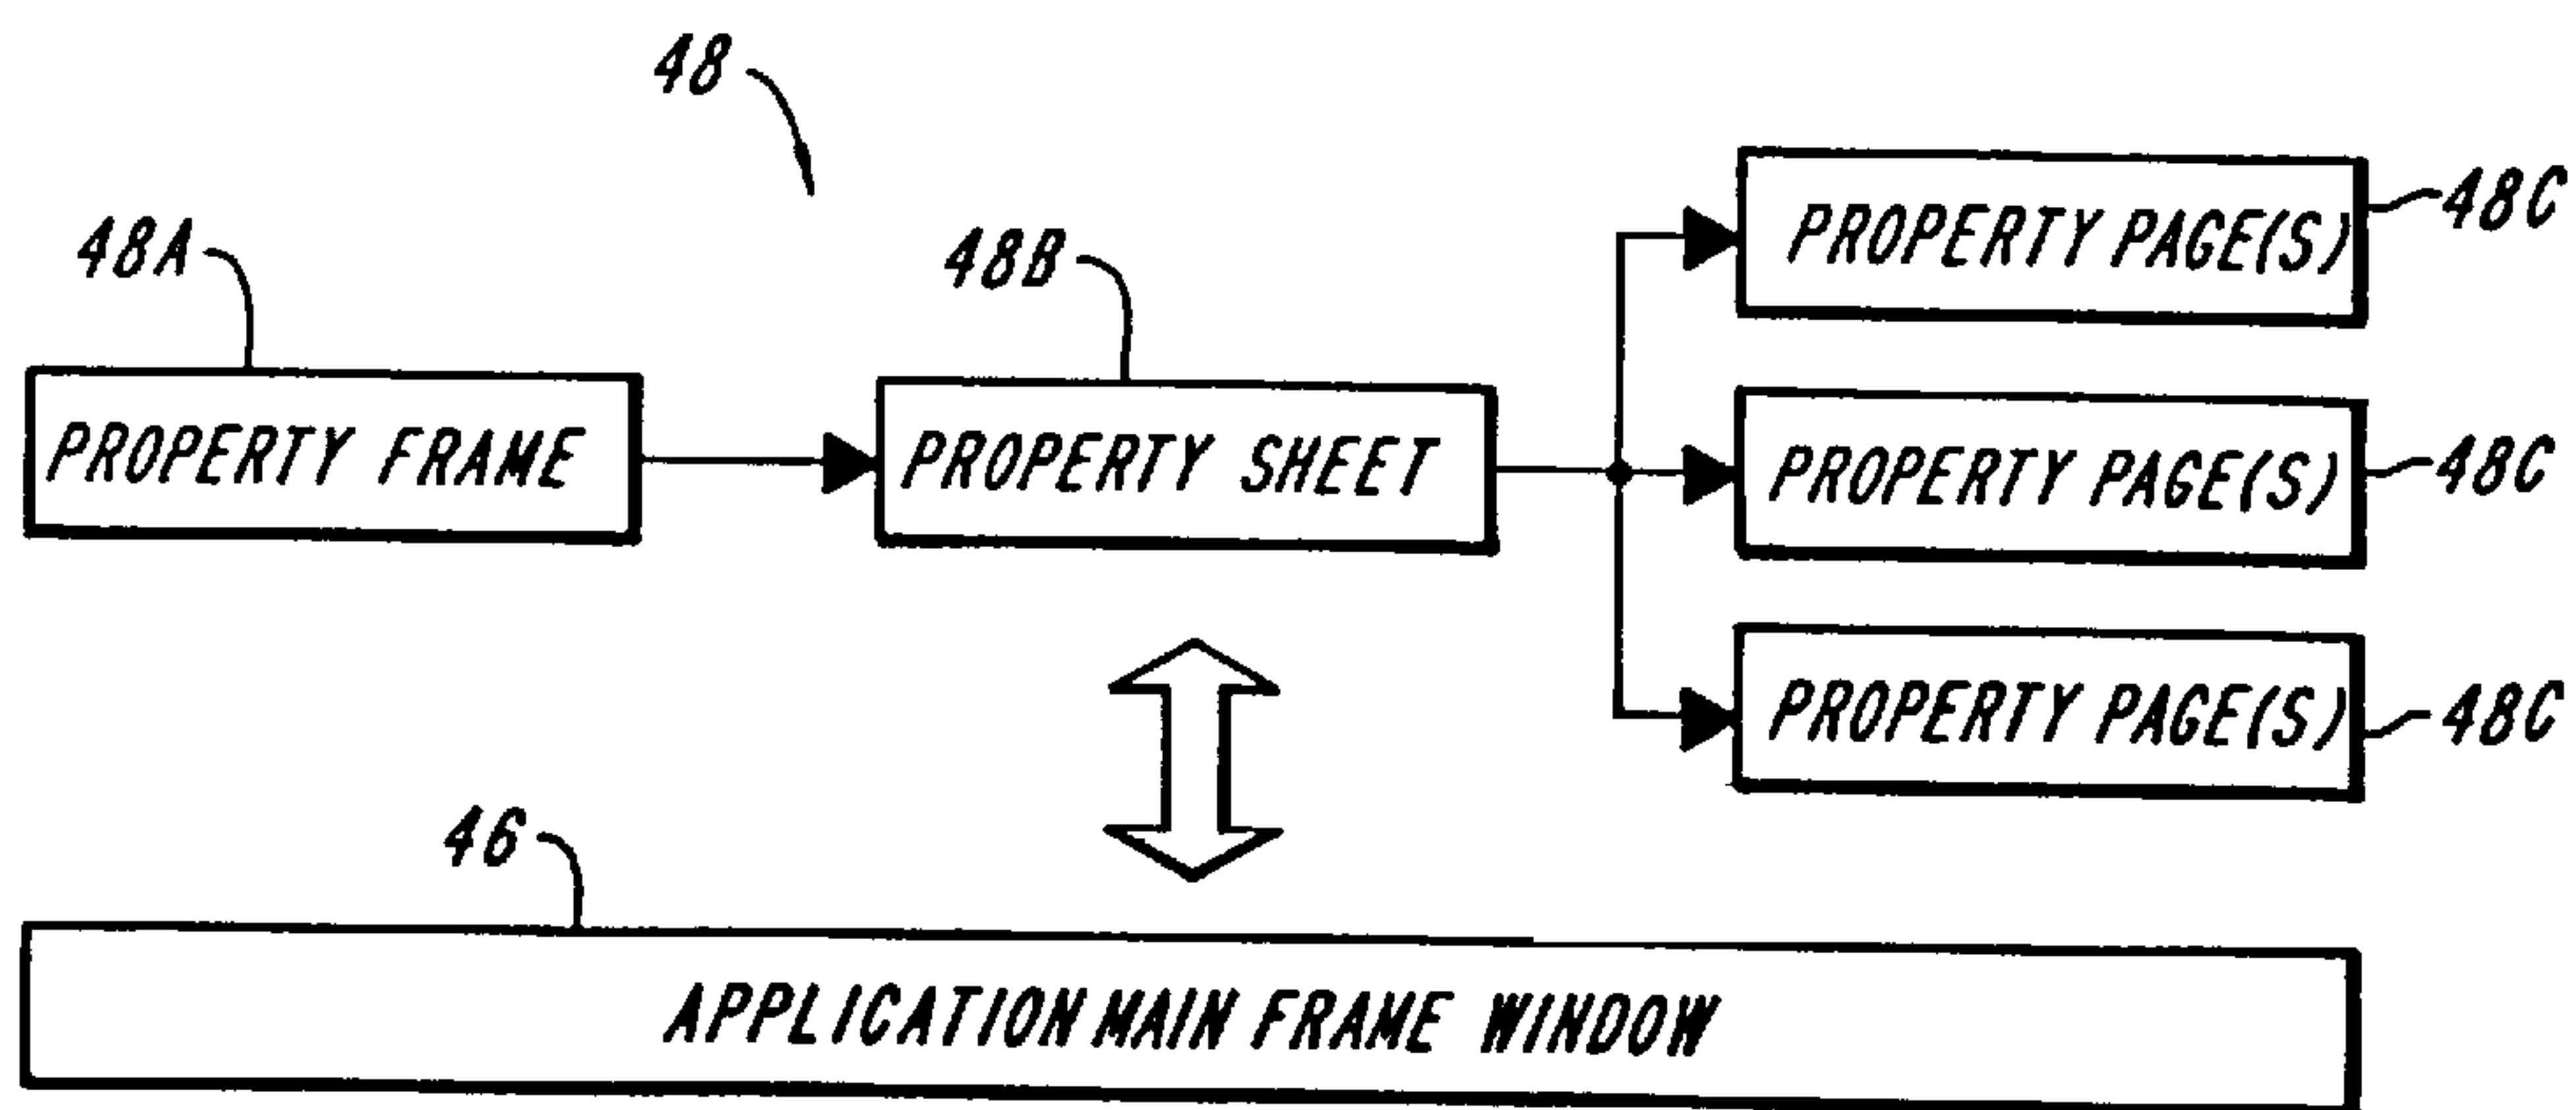 48
48A
48B
PROPERTY PAGE(S)
48C
PROPERTY FRAME
PROPERTY SHEET
PROPERTY PAGE(S)
48C
PROPERTY PAGE(S)
48C
46
APPLICATION MAIN FRAME WINDOW